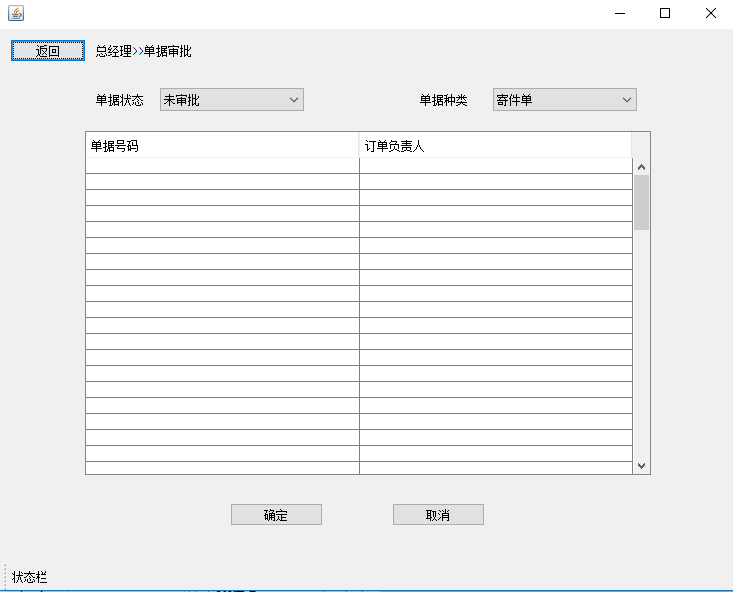 返回 总经理>>单据审批
单据状态 未审批 单据种类 寄件单
单据号码 订单负责人
确定 取消
状态栏